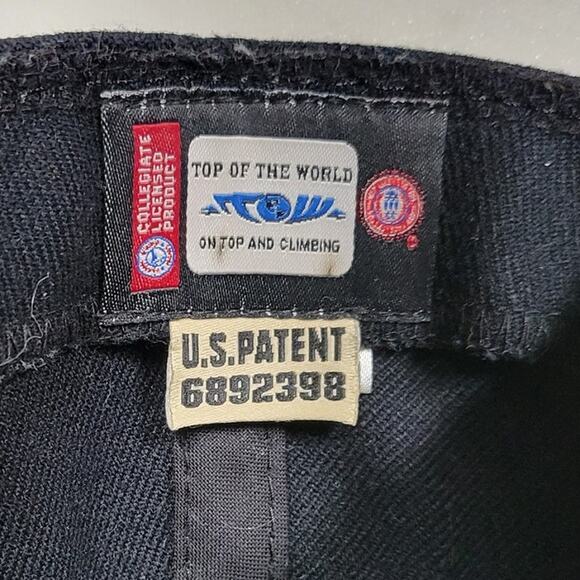 COLLEGIATE
LICENSED
PRODUCT
TOP OF THE WORLD
TOW
ON TOP AND CLIMBING
U.S.PATENT
6892398